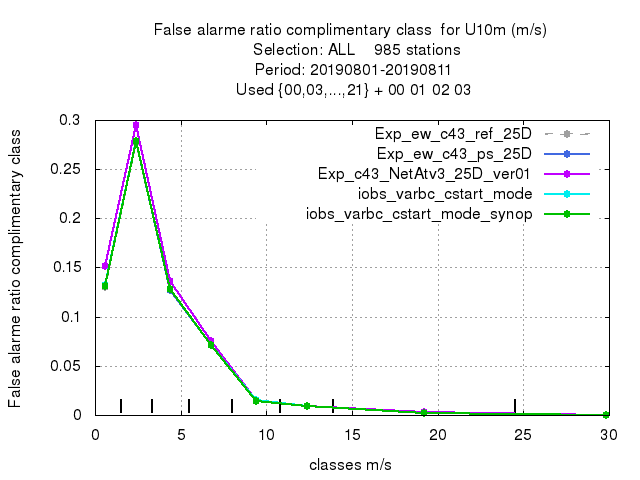 False alarme ratio complimentary class  for U10m (m/s)
Selection: ALL    985 stations
Period: 20190801-20190811
Used {00,03,...,21} + 00 01 02 03
Exp_ew_c43_ref_25D
Exp_ew_c43_ps_25D
Exp_c43_NetAtv3_25D_ver01
iobs_varbc_cstart_mode
iobs_varbc_cstart_mode_synop
False alarme ratio complimentary class
0.3
0.25
0.2
0.15
0.1
0.05
0
0 5 10 15 20 25 30
classes m/s